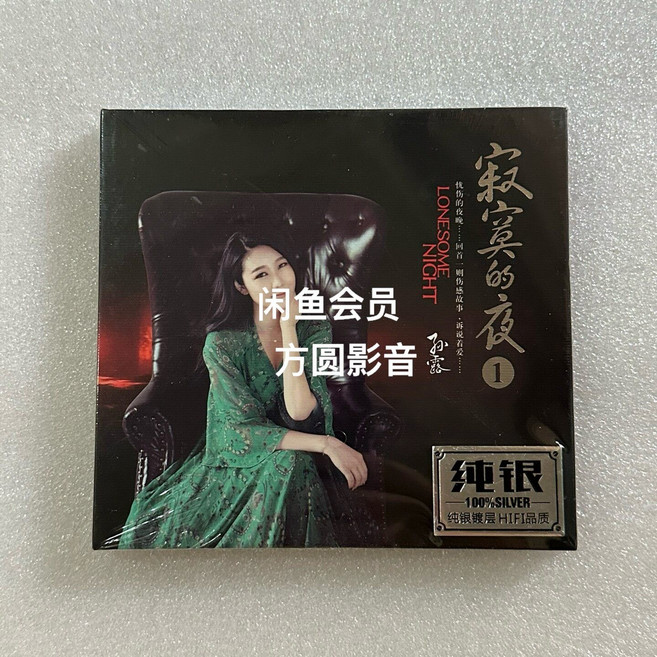 寂寞的夜
1
LONESOME
NIGHT
忧伤的夜晚……回首一则伤感故事，诉说着爱……
孙露
闲鱼会员
方圆影音
纯银
100%SILVER
纯银镀层 HIFI品质